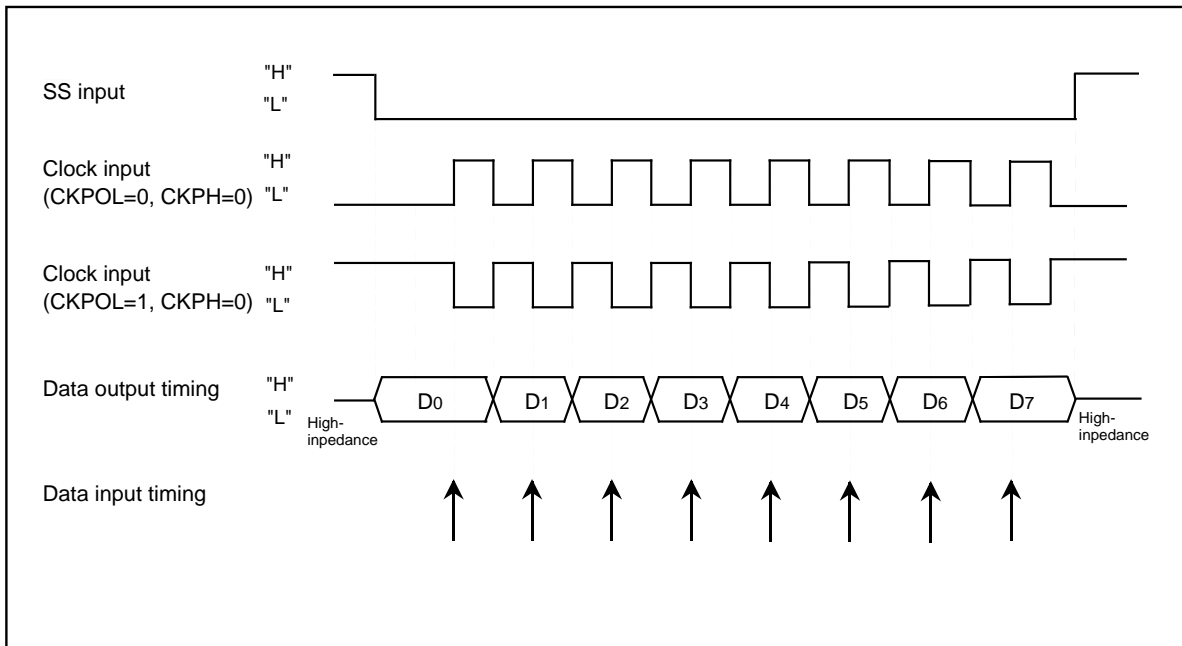 SS input
"H"
"L"
Clock input
(CKPOL=0, CKPH=0)
"H"
"L"
Clock input
(CKPOL=1, CKPH=0)
"H"
"L"
Data output timing
"H"
"L"
High-
inpedance
D0
D1
D2
D3
D4
D5
D6
D7
High-
inpedance
Data input timing